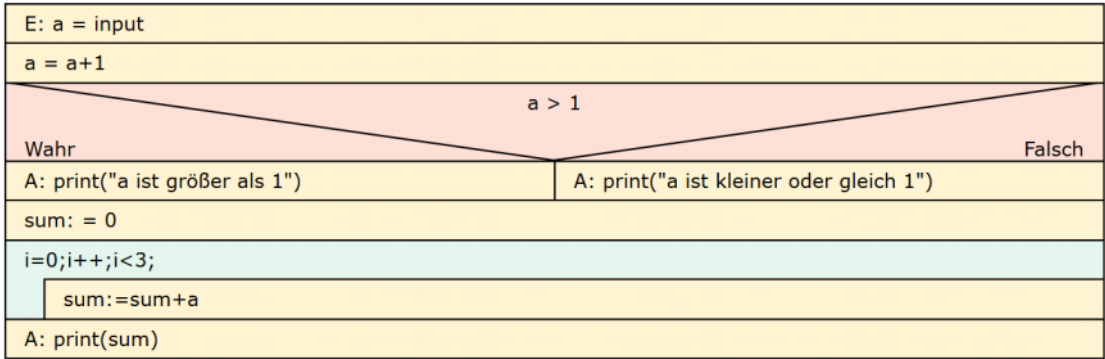 E: a = input
a = a+1
a > 1
Wahr
Falsch
A: print("a ist größer als 1")
A: print("a ist kleiner oder gleich 1")
sum: = 0
i=0;i++;i<3;
sum:=sum+a
A: print(sum)